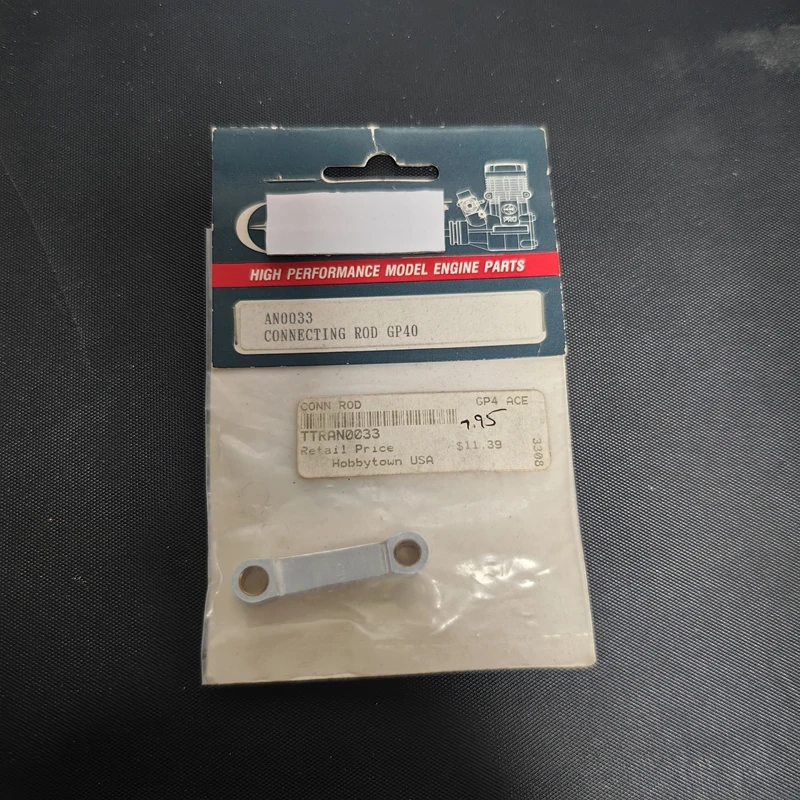 PRO
HIGH PERFORMANCE MODEL ENGINE PARTS
AN0033
CONNECTING ROD GP40
CONN ROD GP4 ACE
7.95
TTRAN0033
Retail Price $11.39
Hobbytown USA
3308